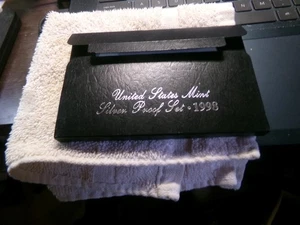 United States Mint
Silver Proof Set • 1998